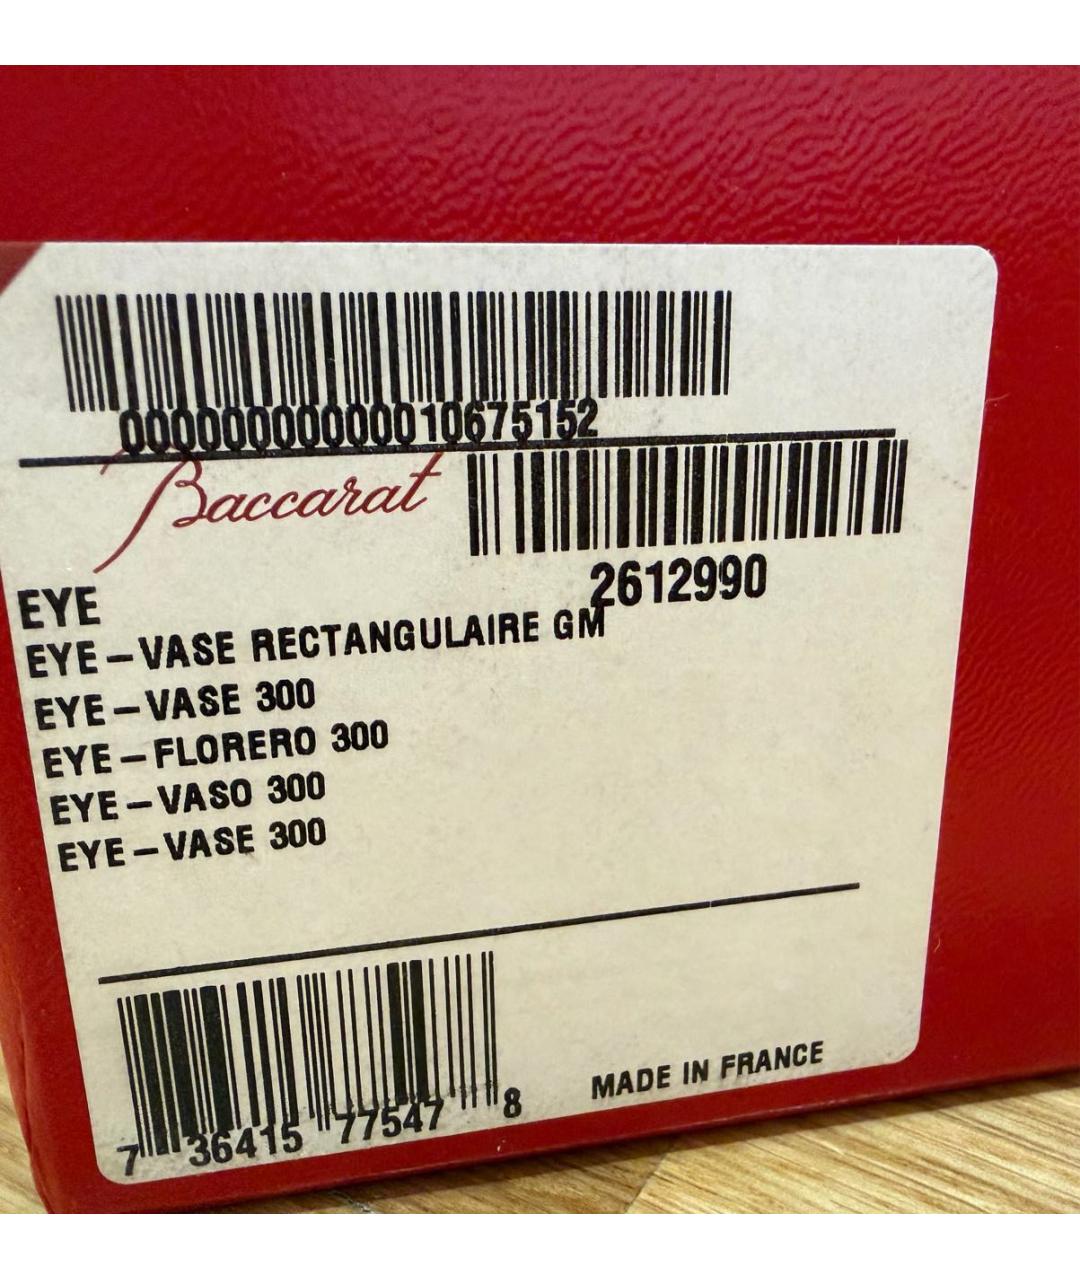 00000000000010675152
Baccarat
2612990
EYE
EYE-VASE RECTANGULAIRE GM
EYE-VASE 300
EYE-FLORERO 300
EYE-VASO 300
EYE-VASE 300
7 36415 77547 8
MADE IN FRANCE